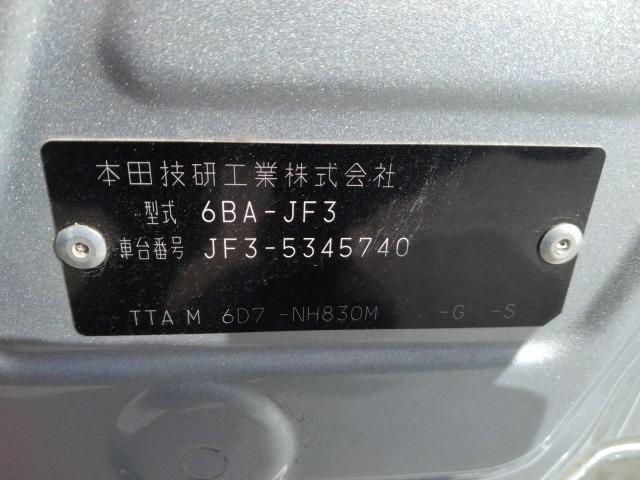 本田技研工業株式会社
型式 6BA-JF3
車台番号 JF3-5345740
TTA M 6D7 -NH830M -G -S